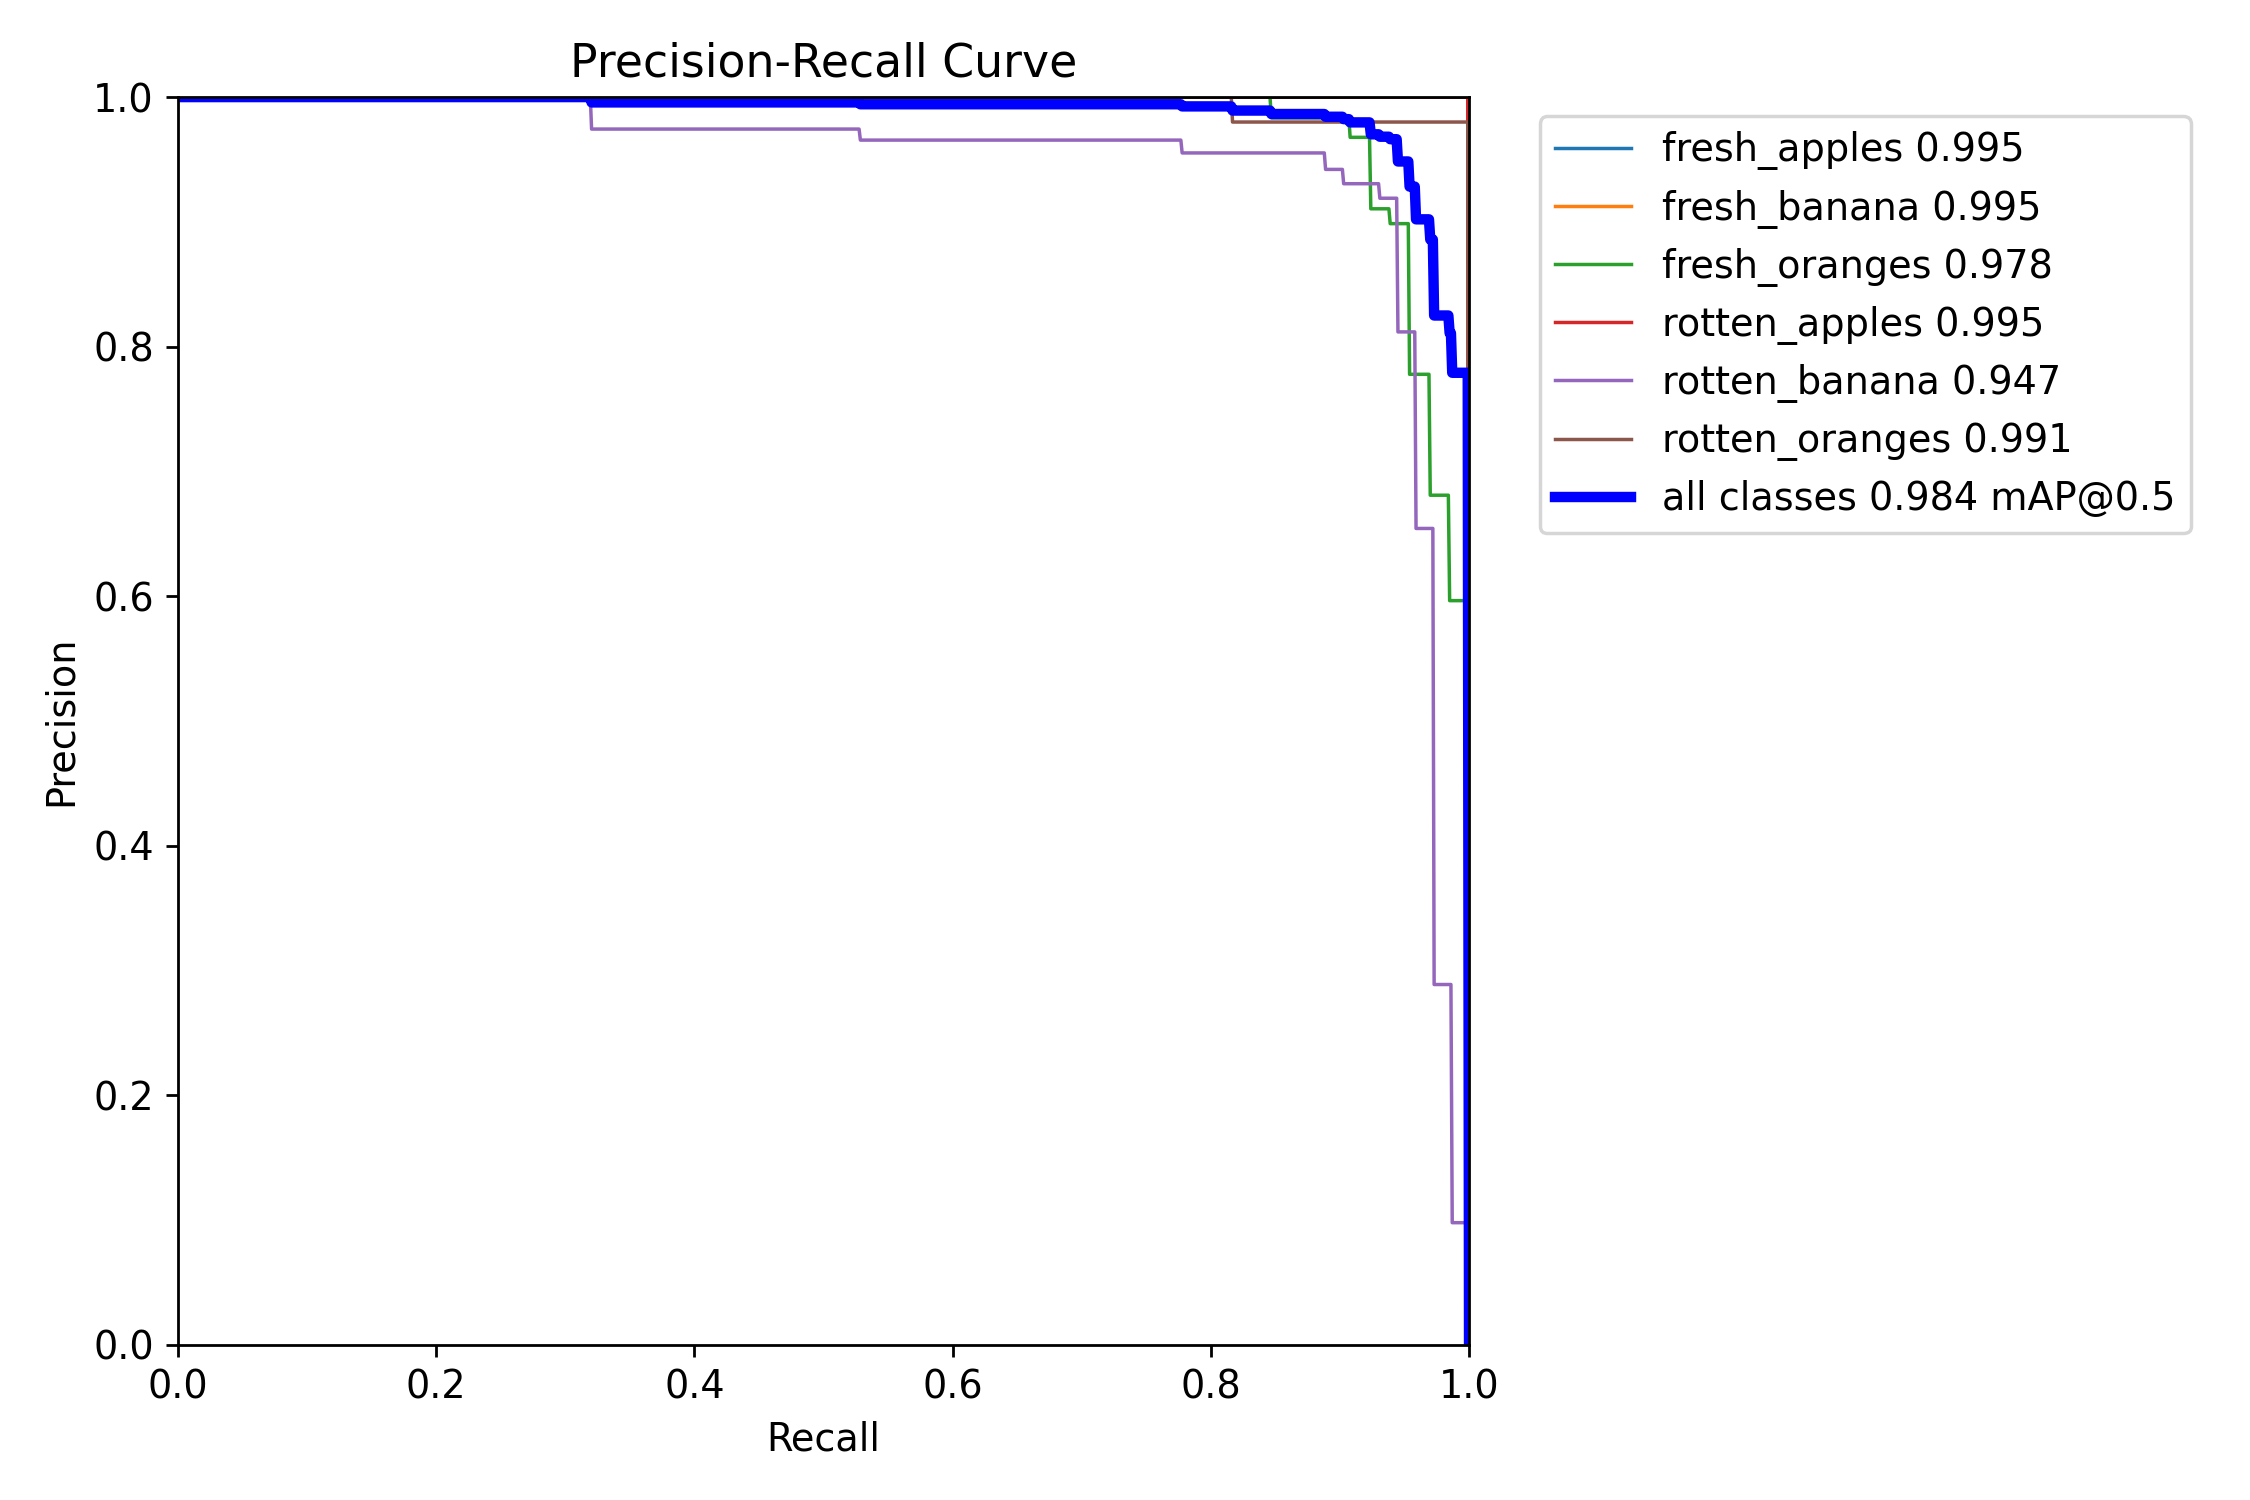 Precision-Recall Curve
1.0
0.8
0.6
0.4
0.2
0.0
Precision
0.0 0.2 0.4 0.6 0.8 1.0
Recall
fresh_apples 0.995
fresh_banana 0.995
fresh_oranges 0.978
rotten_apples 0.995
rotten_banana 0.947
rotten_oranges 0.991
all classes 0.984 mAP@0.5